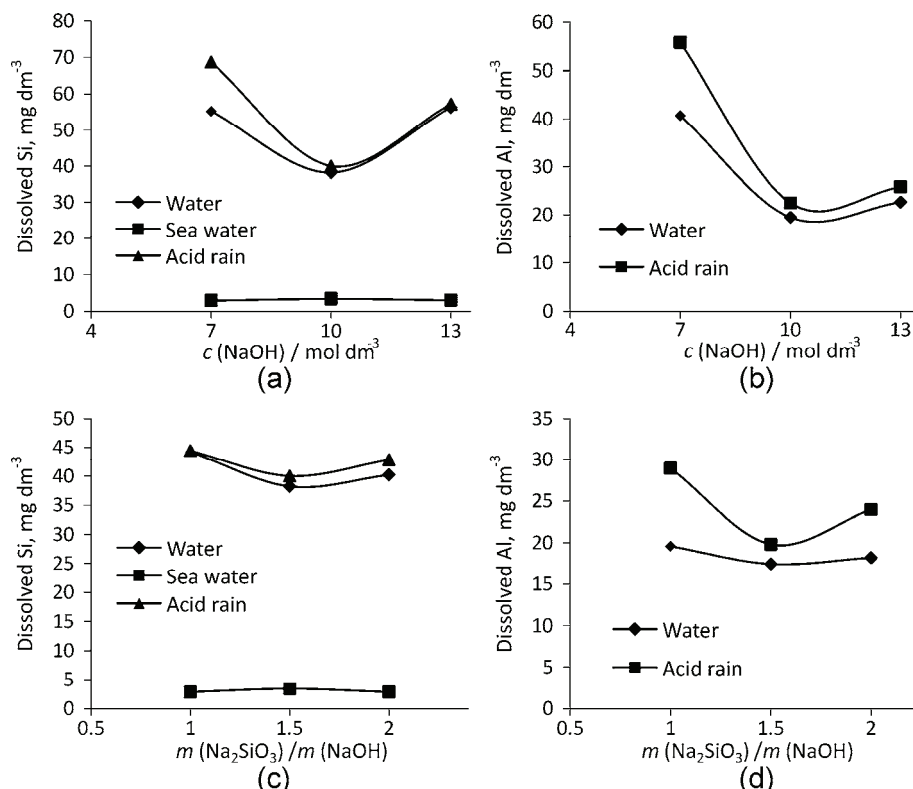 Dissolved Si, mg dm⁻³
80
70
60
50
40
30
20
10
0
Water
Sea water
Acid rain
4 7 10 13
c (NaOH) / mol dm⁻³
(a)
Dissolved Al, mg dm⁻³
60
50
40
30
20
10
0
Water
Acid rain
4 7 10 13
c (NaOH) / mol dm⁻³
(b)
Dissolved Si, mg dm⁻³
50
45
40
35
30
25
20
15
10
5
0
Water
Sea water
Acid rain
0.5 1 1.5 2
m (Na₂SiO₃) /m (NaOH)
(c)
Dissolved Al, mg dm⁻³
35
30
25
20
15
10
5
0
Water
Acid rain
0.5 1 1.5 2
m (Na₂SiO₃) /m (NaOH)
(d)